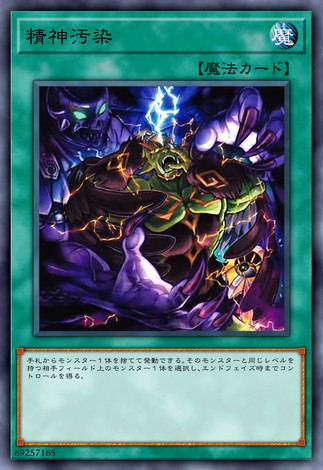 精神汚染
魔
【魔法カード】
手札からモンスター1体を捨てて発動できる。そのモンスターと同じレベルを
持つ相手フィールド上のモンスター1体を選択し、エンドフェイズ時までコン
トロールを得る。
69257165